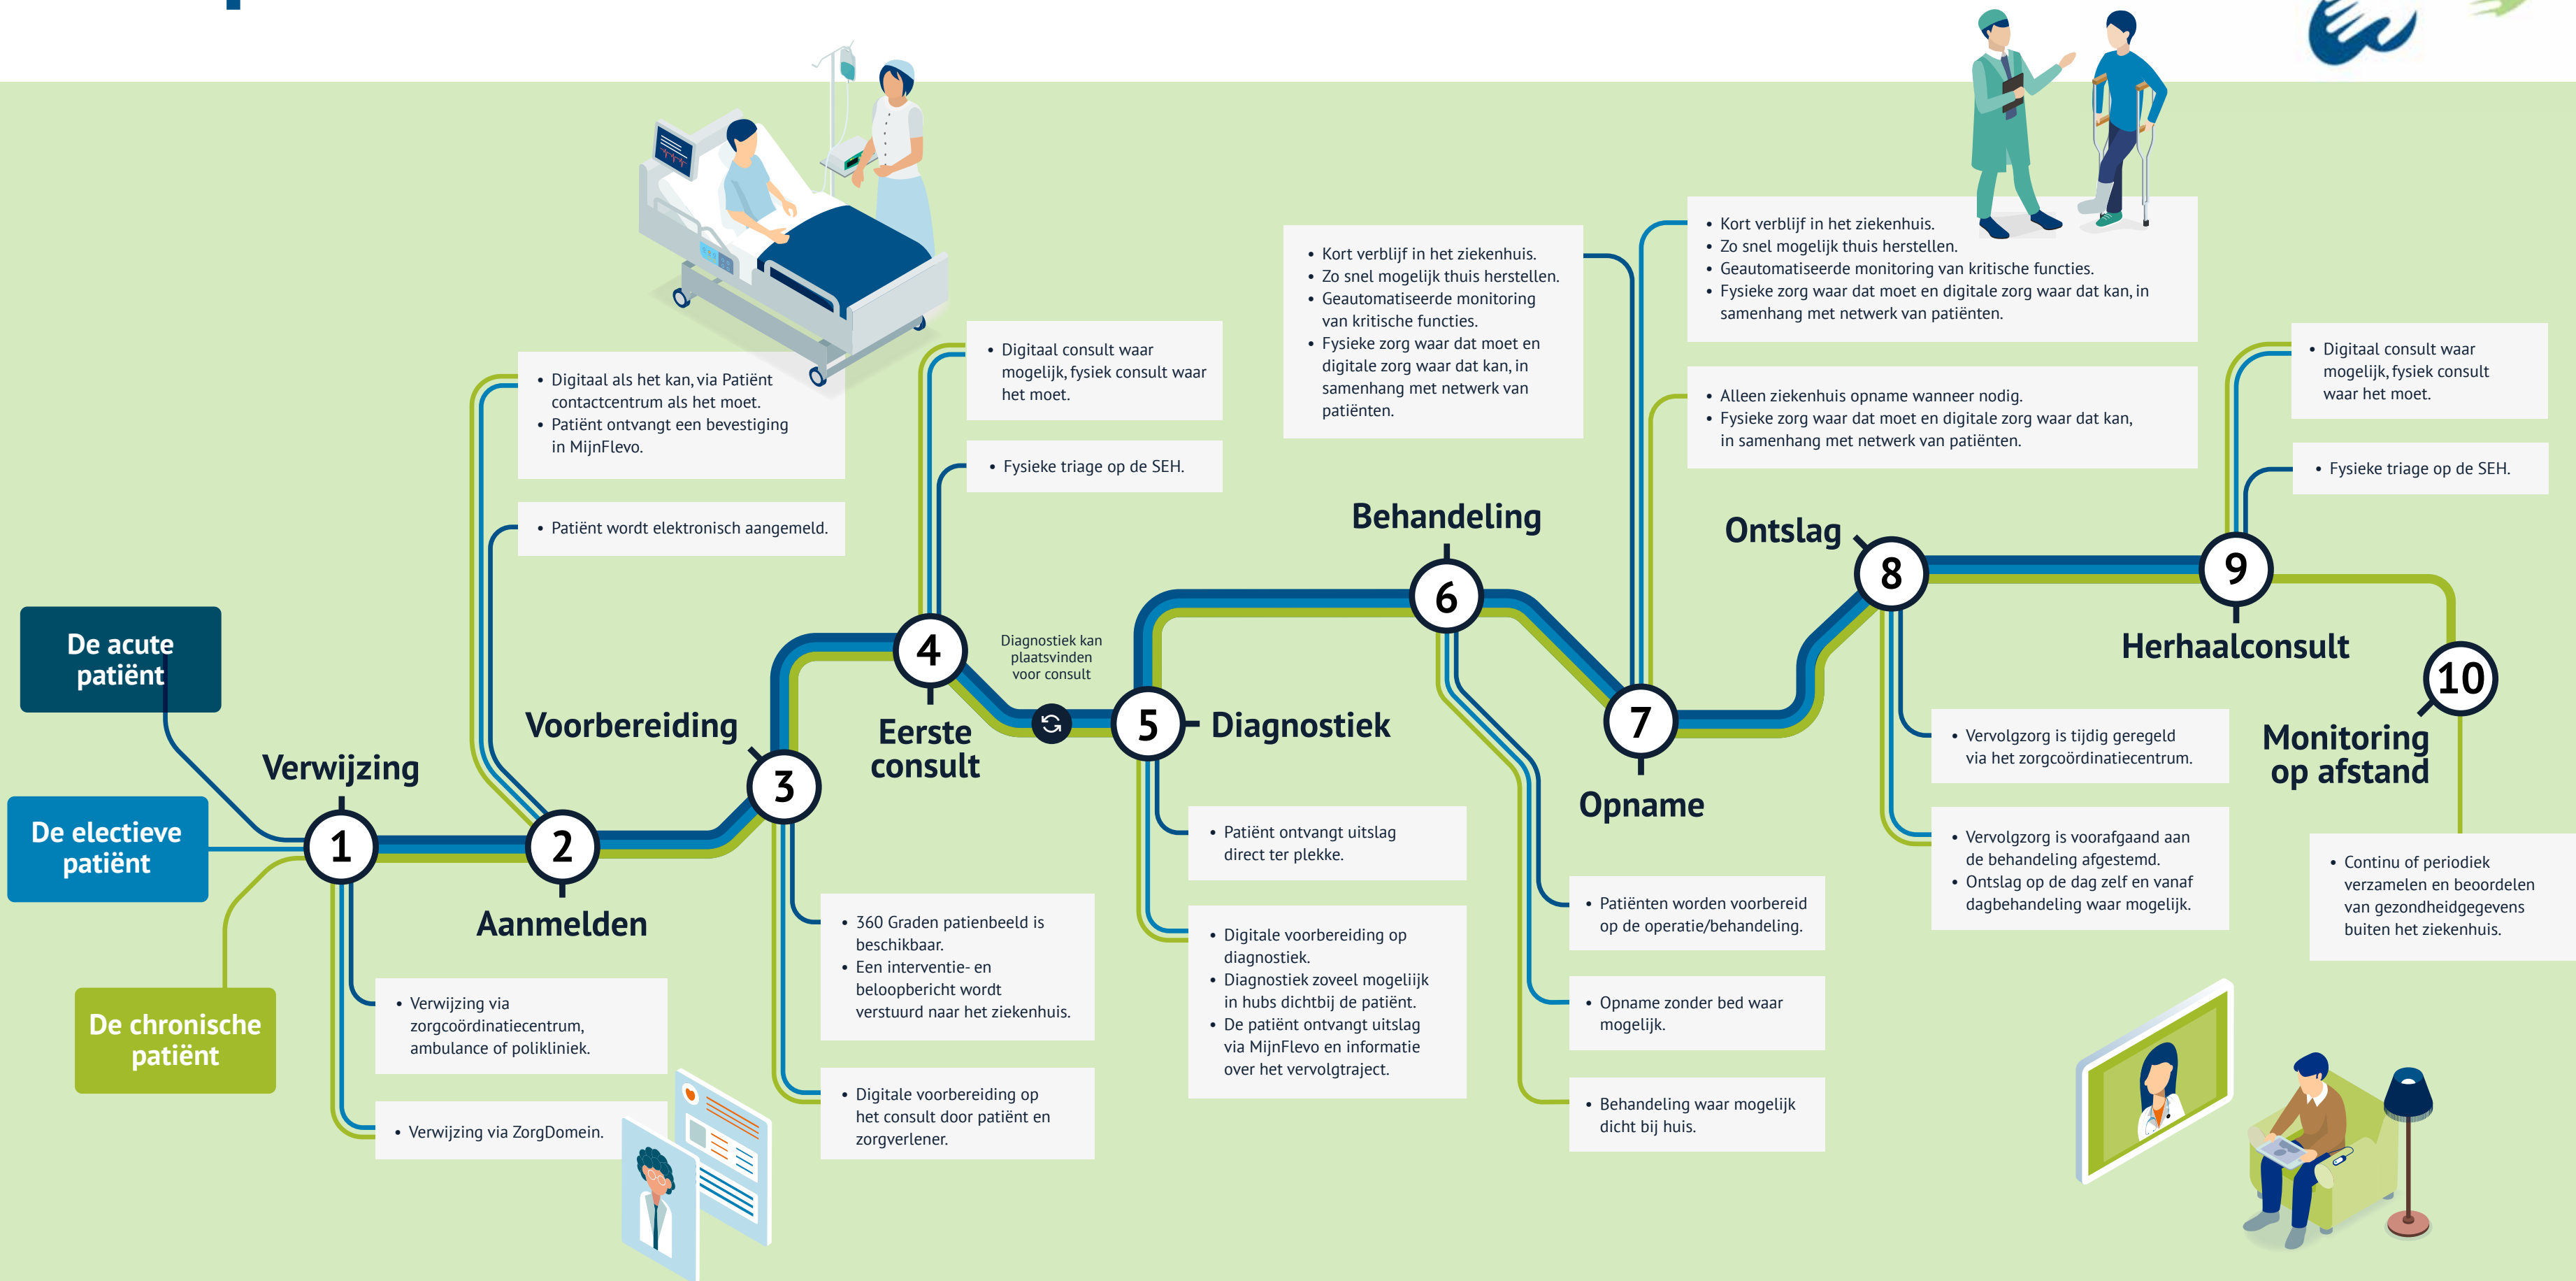 De acute
patiënt
De electieve
patiënt
De chronische
patiënt
Verwijzing
1
• Verwijzing via
zorgcoördinatiecentrum,
ambulance of polikliniek.
• Verwijzing via ZorgDomein.
2
Aanmelden
• Digitaal als het kan, via Patiënt
contactcentrum als het moet.
• Patiënt ontvangt een bevestiging
in MijnFlevo.
• Patiënt wordt elektronisch aangemeld.
Voorbereiding
3
• 360 Graden patienbeeld is
beschikbaar.
• Een interventie- en
beloopbericht wordt
verstuurd naar het ziekenhuis.
• Digitale voorbereiding op
het consult door patiënt en
zorgverlener.
4
Eerste
consult
• Digitaal consult waar
mogelijk, fysiek consult waar
het moet.
• Fysieke triage op de SEH.
Diagnostiek kan
plaatsvinden
voor consult
5
Diagnostiek
• Patiënt ontvangt uitslag
direct ter plekke.
• Digitale voorbereiding op
diagnostiek.
• Diagnostiek zoveel mogeliijk
in hubs dichtbij de patiënt.
• De patiënt ontvangt uitslag
via MijnFlevo en informatie
over het vervolgtraject.
Behandeling
6
• Patiënten worden voorbereid
op de operatie/behandeling.
• Opname zonder bed waar
mogelijk.
• Behandeling waar mogelijk
dicht bij huis.
7
Opname
• Kort verblijf in het ziekenhuis.
• Zo snel mogelijk thuis herstellen.
• Geautomatiseerde monitoring
van kritische functies.
• Fysieke zorg waar dat moet en
digitale zorg waar dat kan, in
samenhang met netwerk van
patiënten.
• Kort verblijf in het ziekenhuis.
• Zo snel mogelijk thuis herstellen.
• Geautomatiseerde monitoring van kritische functies.
• Fysieke zorg waar dat moet en digitale zorg waar dat kan, in
samenhang met netwerk van patiënten.
• Alleen ziekenhuis opname wanneer nodig.
• Fysieke zorg waar dat moet en digitale zorg waar dat kan,
in samenhang met netwerk van patiënten.
Ontslag
8
• Vervolgzorg is tijdig geregeld
via het zorgcoördinatiecentrum.
• Vervolgzorg is voorafgaand aan
de behandeling afgestemd.
• Ontslag op de dag zelf en vanaf
dagbehandeling waar mogelijk.
9
Herhaalconsult
• Digitaal consult waar
mogelijk, fysiek consult
waar het moet.
• Fysieke triage op de SEH.
10
Monitoring
op afstand
• Continu of periodiek
verzamelen en beoordelen
van gezondheidgegevens
buiten het ziekenhuis.